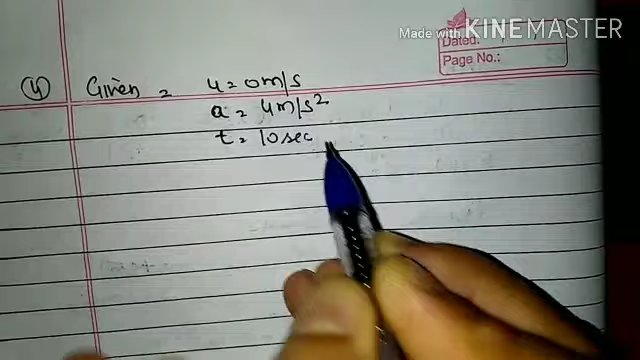 Made with KINEMASTER
Dated:
Page No.:
(4) Given = u = 0m/s
a = 4m/s²
t = 10sec